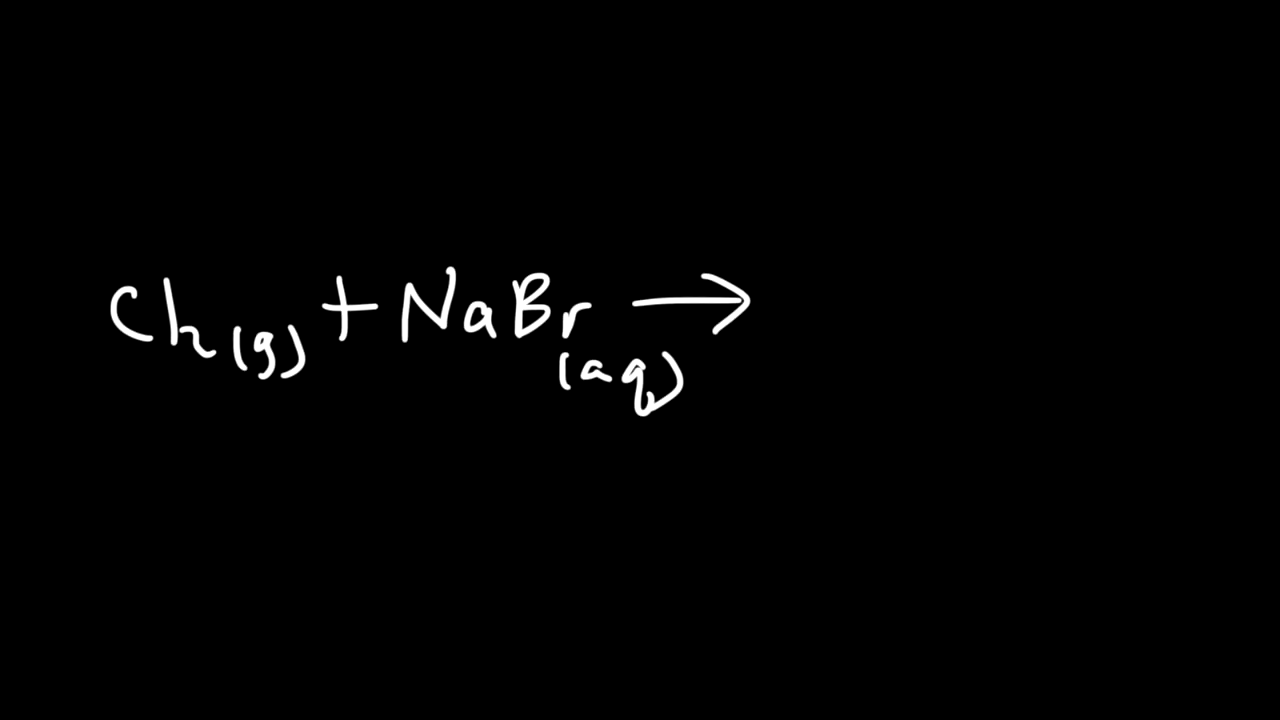 Cl₂(g) + NaBr(aq) →